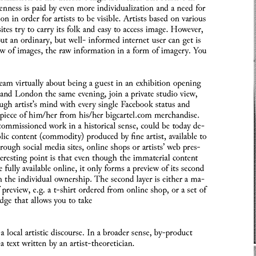 enness is paid by even more individualization and a need for
on in order for artists to be visible. Artists based on various
sites try to carry its folk and easy to access image. However,
out an ordinary, but well- informed internet user can get is
w of images, the raw information in a form of imagery. You
eam virtually about being a guest in an exhibition opening
and London the same evening, join a private studio view,
ugh artist's mind with every single Facebook status and
piece of him/her from his/her bigcartel.com merchandise.
commissioned work in a historical sense, could be today de-
lic content (commodity) produced by fine artist, available to
rough social media sites, online shops or artists' web pres-
eresting point is that even though the immaterial content
e fully available online, it only forms a preview of its second
n the individual ownership. The second layer is either a ma-
f preview, e.g. a t-shirt ordered from online shop, or a set of
dge that allows you to take
a local artistic discourse. In a broader sense, by-product
a text written by an artist-theoretician.